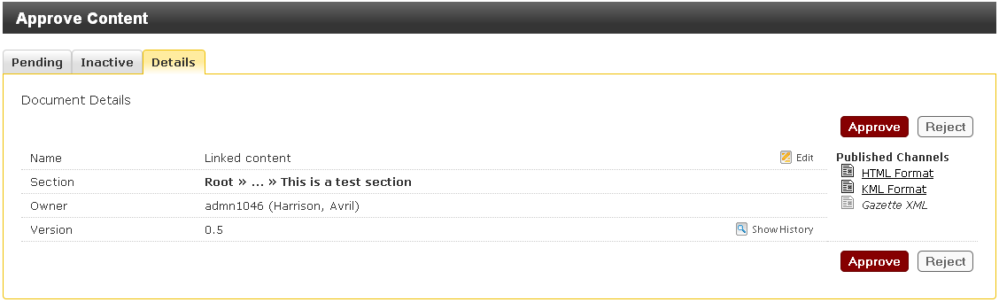 Approve Content
Pending Inactive Details
Document Details
Approve Reject
Name Linked content Edit
Published Channels
HTML Format
KML Format
Gazette XML
Section Root » ... » This is a test section
Owner admn1046 (Harrison, Avril)
Version 0.5 Show History
Approve Reject